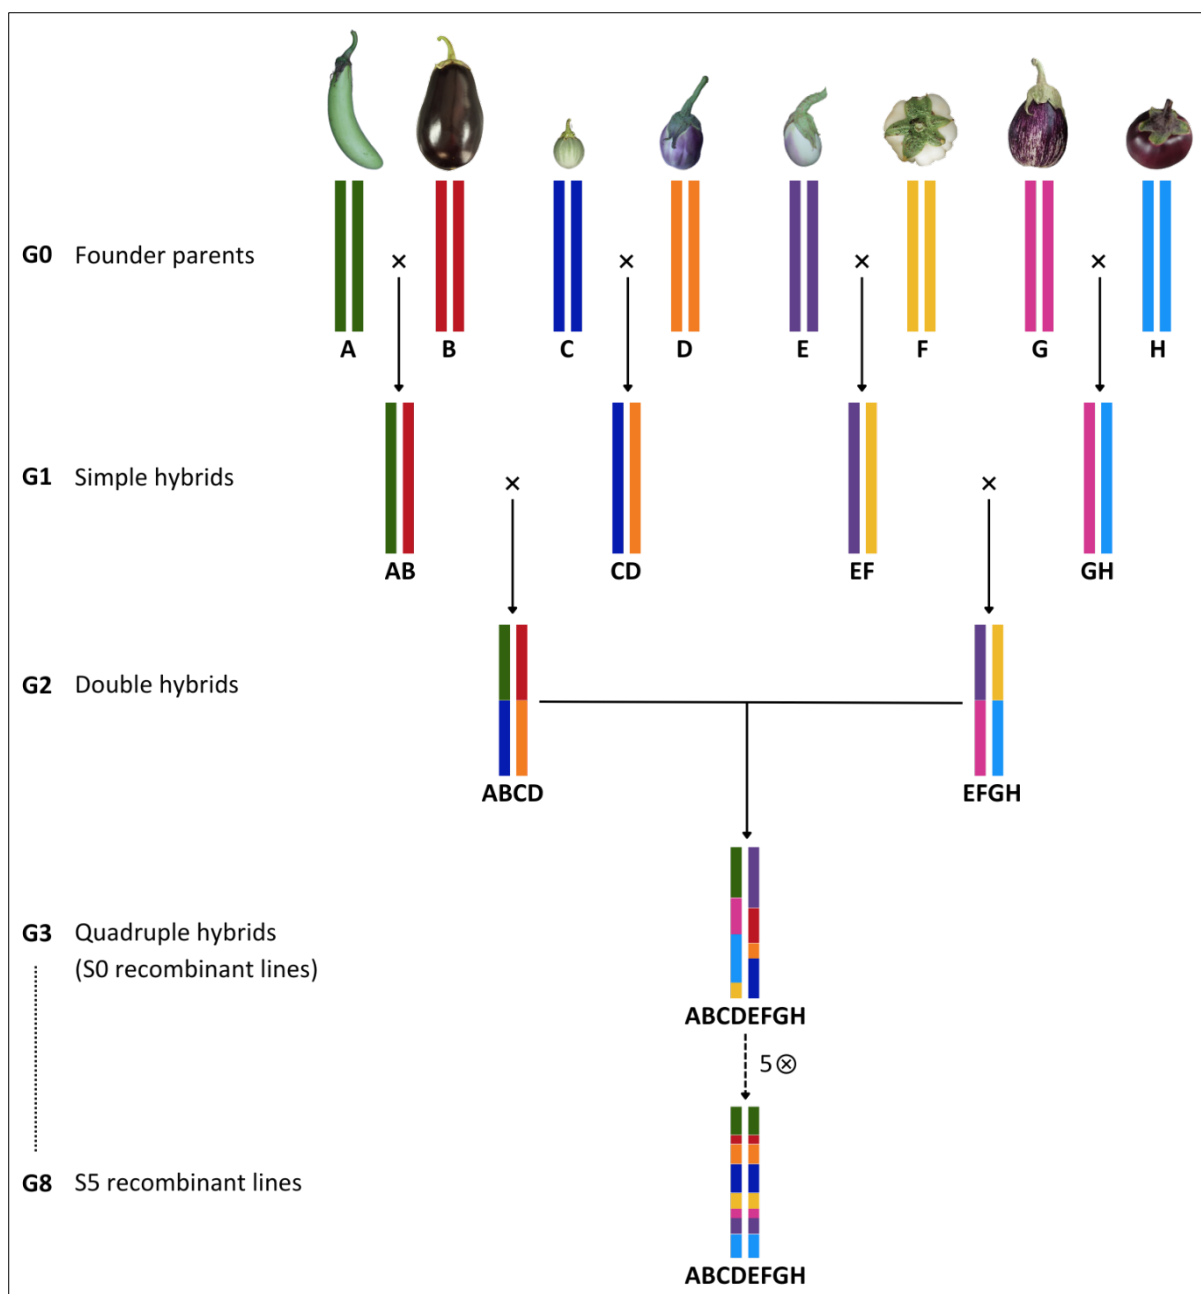 G0 Founder parents
× × × ×
A B C D E F G H
G1 Simple hybrids
× ×
AB CD EF GH
G2 Double hybrids
ABCD EFGH
G3 Quadruple hybrids
(S0 recombinant lines)
ABCDEFGH
5 ⊗
G8 S5 recombinant lines
ABCDEFGH